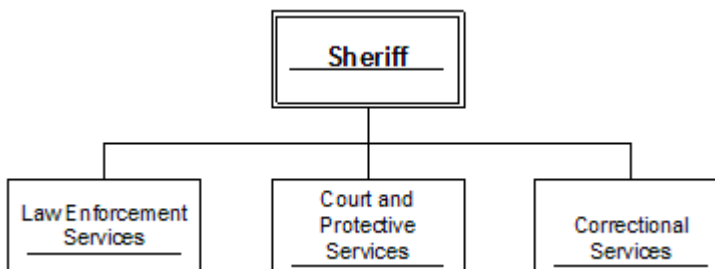 Sheriff
Law Enforcement
Services
Court and
Protective
Services
Correctional
Services